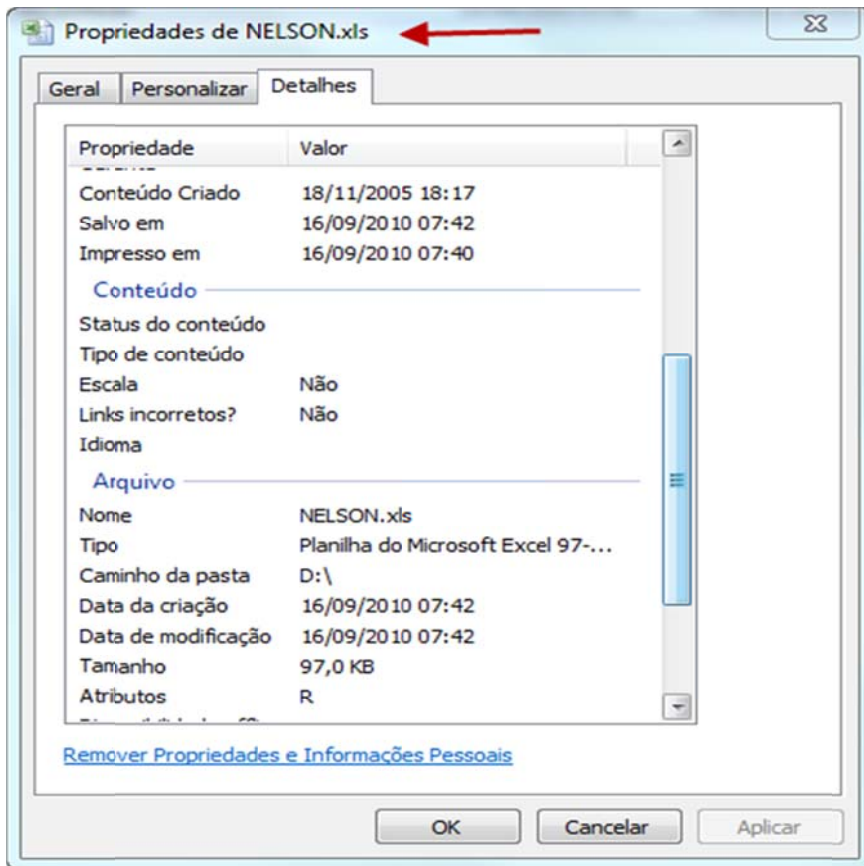 Propriedades de NELSON.xls
Geral Personalizar Detalhes
Propriedade Valor
Conteúdo Criado 18/11/2005 18:17
Salvo em 16/09/2010 07:42
Impresso em 16/09/2010 07:40
Conteúdo
Status do conteúdo
Tipo de conteúdo
Escala Não
Links incorretos? Não
Idioma
Arquivo
Nome NELSON.xls
Tipo Planilha do Microsoft Excel 97-...
Caminho da pasta D:\
Data da criação 16/09/2010 07:42
Data de modificação 16/09/2010 07:42
Tamanho 97,0 KB
Atributos R
Remover Propriedades e Informações Pessoais
OK Cancelar Aplicar